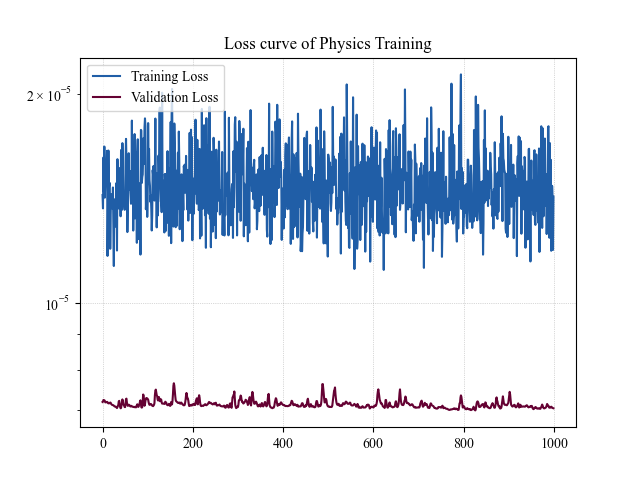 Loss curve of Physics Training
Training Loss
Validation Loss
2 × 10⁻⁵
10⁻⁵
0 200 400 600 800 1000